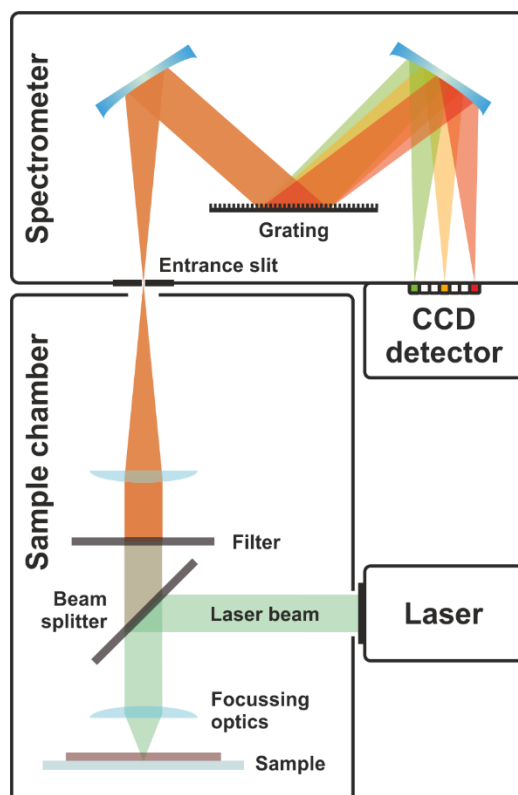 Spectrometer
Grating
Entrance slit
CCD
detector
Sample chamber
Filter
Beam
splitter
Laser beam
Laser
Focussing
optics
Sample